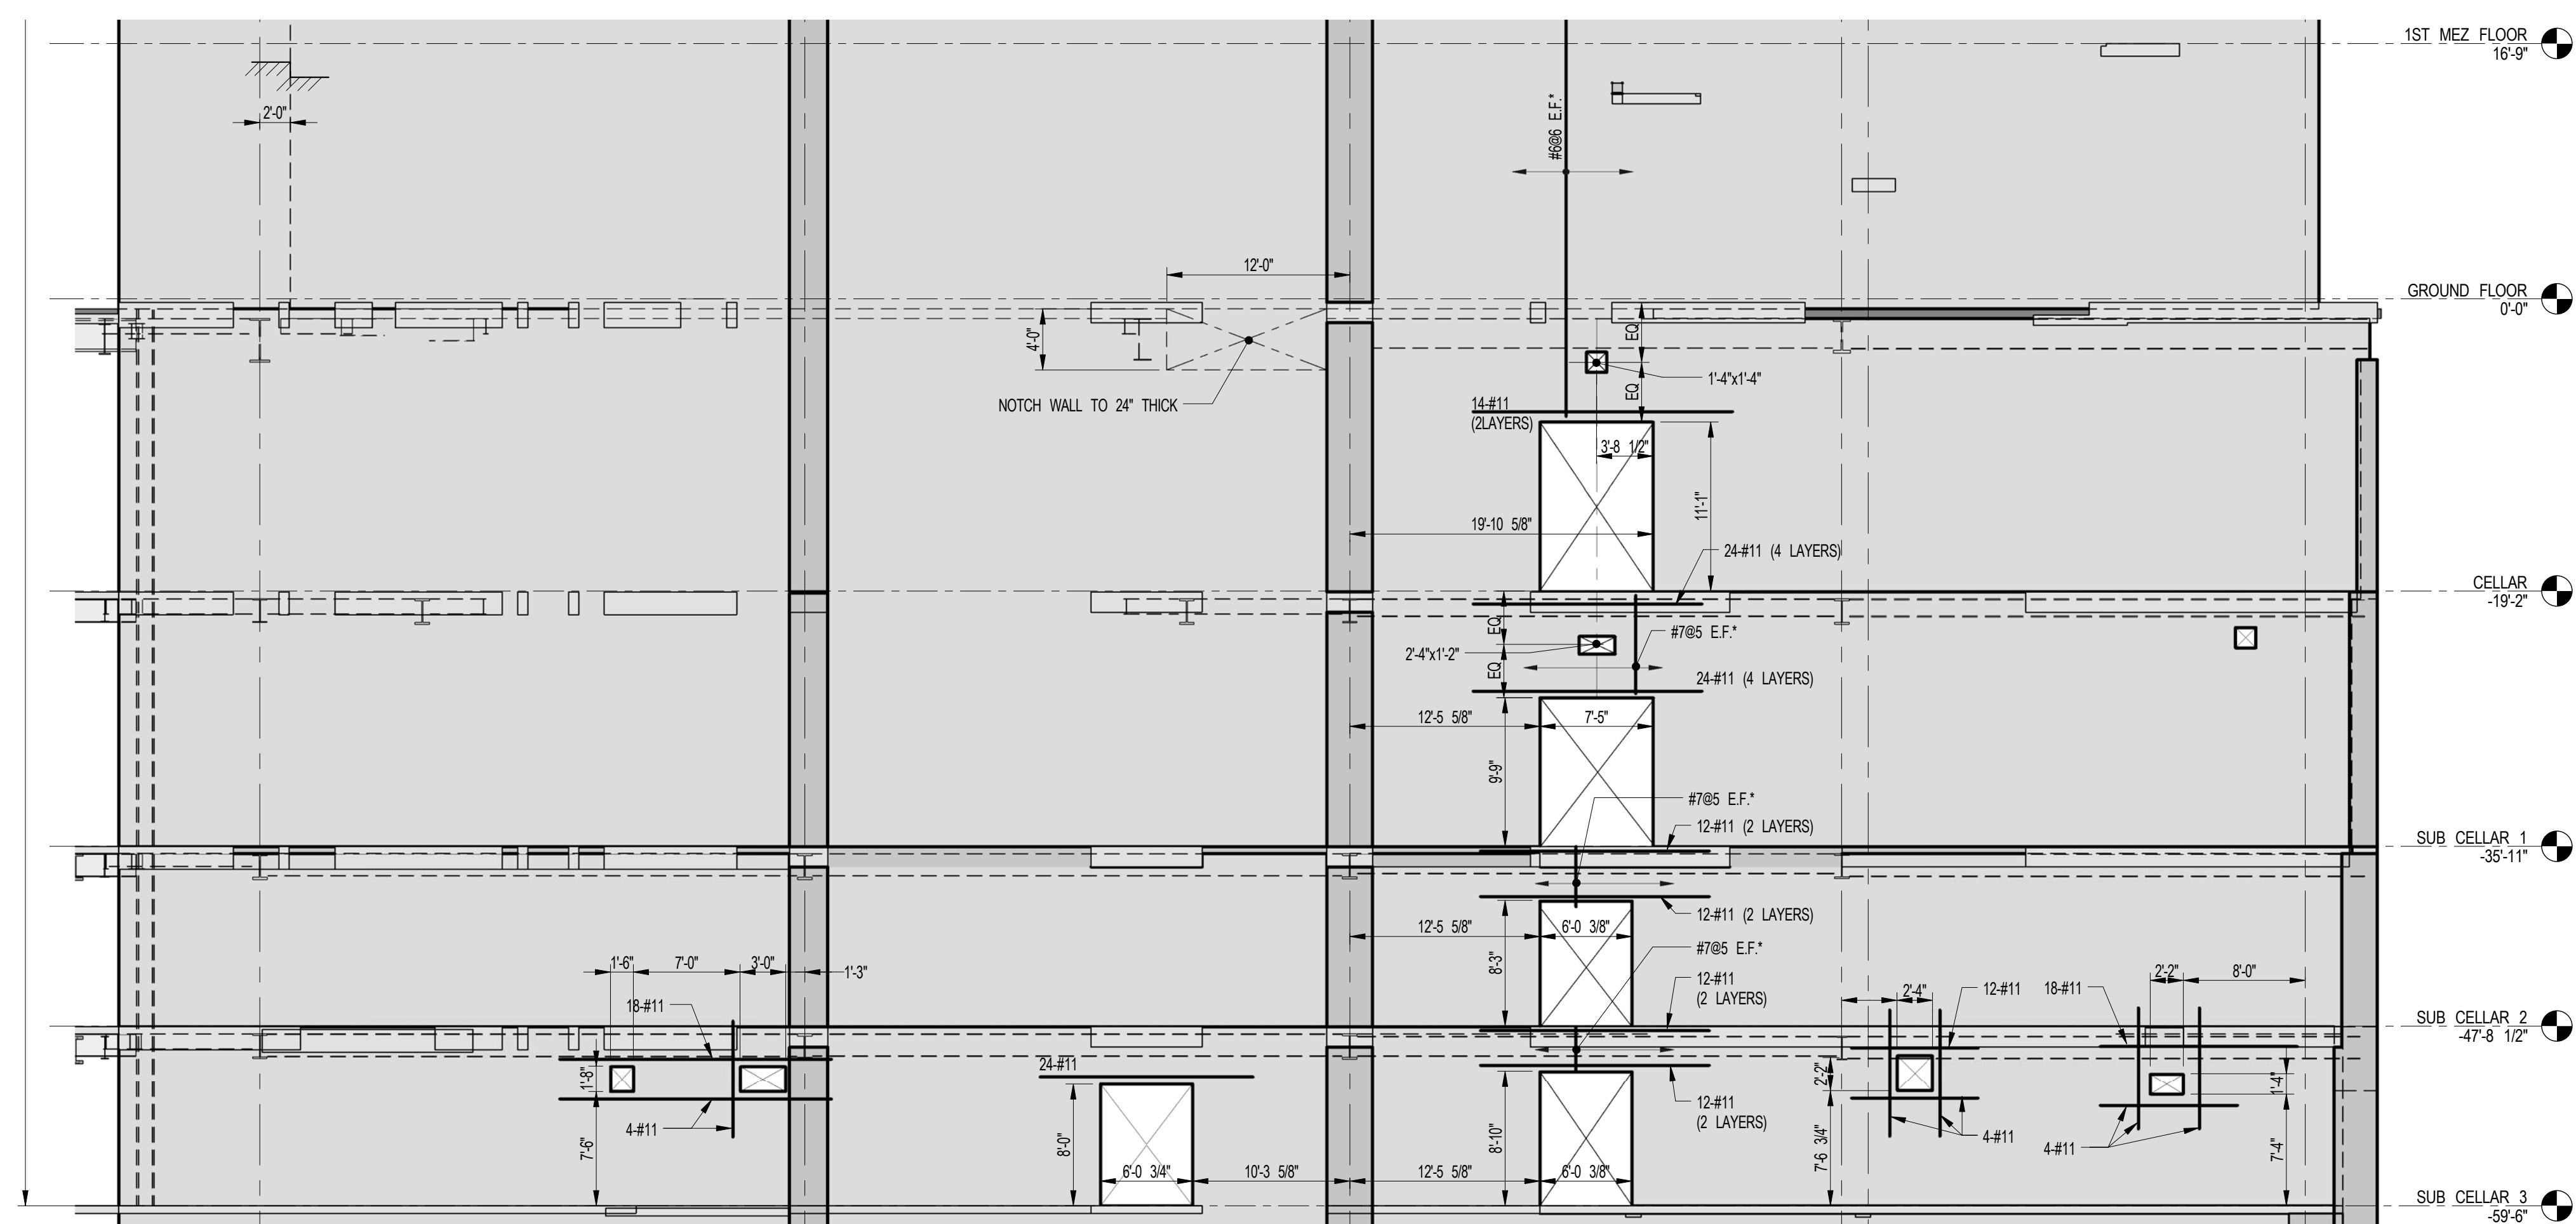 1ST MEZ FLOOR
16'-9"
2'-0"
#6@6 E.F.*
12'-0"
GROUND FLOOR
0'-0"
4'-0"
EQ
1'-4"x1'-4"
EQ
NOTCH WALL TO 24" THICK
14-#11
(2LAYERS)
3'-8 1/2"
11'-1"
19'-10 5/8"
24-#11 (4 LAYERS)
CELLAR
-19'-2"
EQ
#7@5 E.F.*
2'-4"x1'-2"
EQ
24-#11 (4 LAYERS)
12'-5 5/8"
7'-5"
9'-9"
#7@5 E.F.*
12-#11 (2 LAYERS)
SUB CELLAR 1
-35'-11"
12-#11 (2 LAYERS)
12'-5 5/8"
6'-0 3/8"
8'-3"
#7@5 E.F.*
1'-6"
7'-0"
3'-0"
1'-3"
12-#11
(2 LAYERS)
2'-4"
12-#11
18-#11
2'-2"
8'-0"
18-#11
SUB CELLAR 2
-47'-8 1/2"
1'-8"
24-#11
2'-2"
1'-4"
12-#11
(2 LAYERS)
4-#11
7'-6"
8'-0"
8'-10"
7'-6 3/4"
4-#11
4-#11
7'-4"
6'-0 3/4"
10'-3 5/8"
12'-5 5/8"
6'-0 3/8"
SUB CELLAR 3
-59'-6"